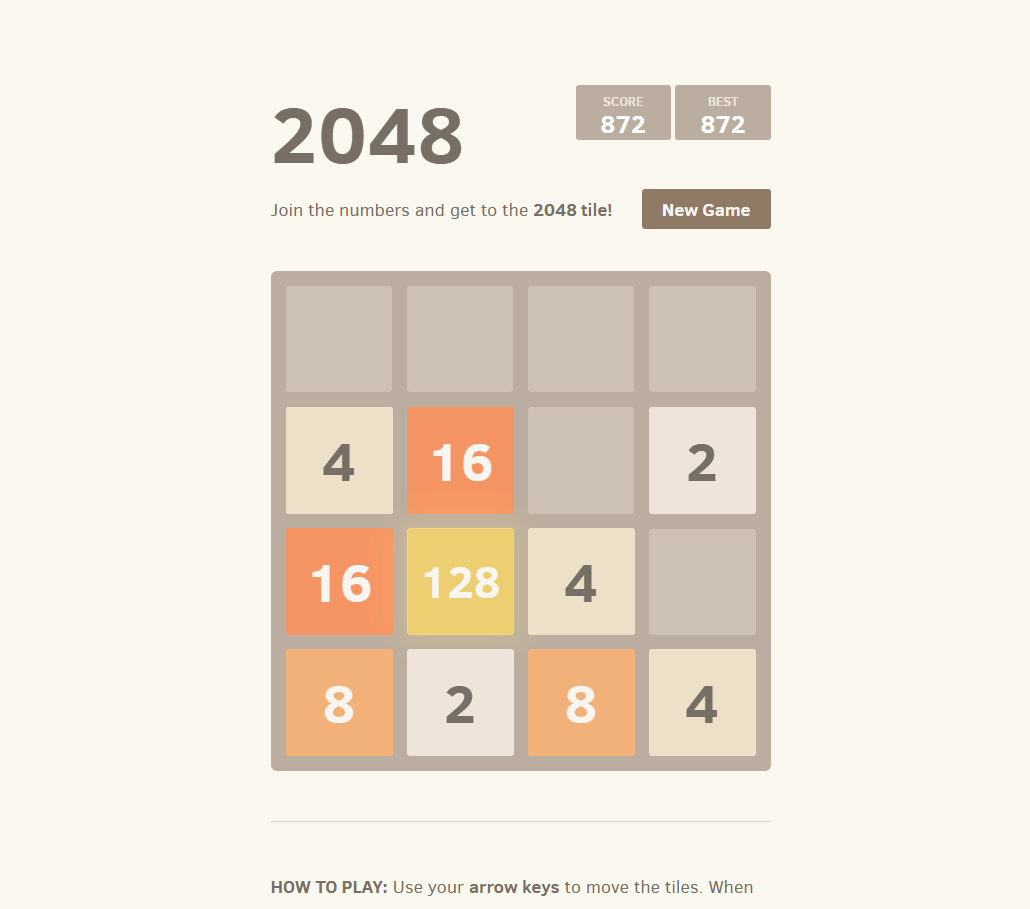 2048
SCORE
872
BEST
872
Join the numbers and get to the 2048 tile!
New Game
4 16 2
16 128 4
8 2 8 4
HOW TO PLAY: Use your arrow keys to move the tiles. When